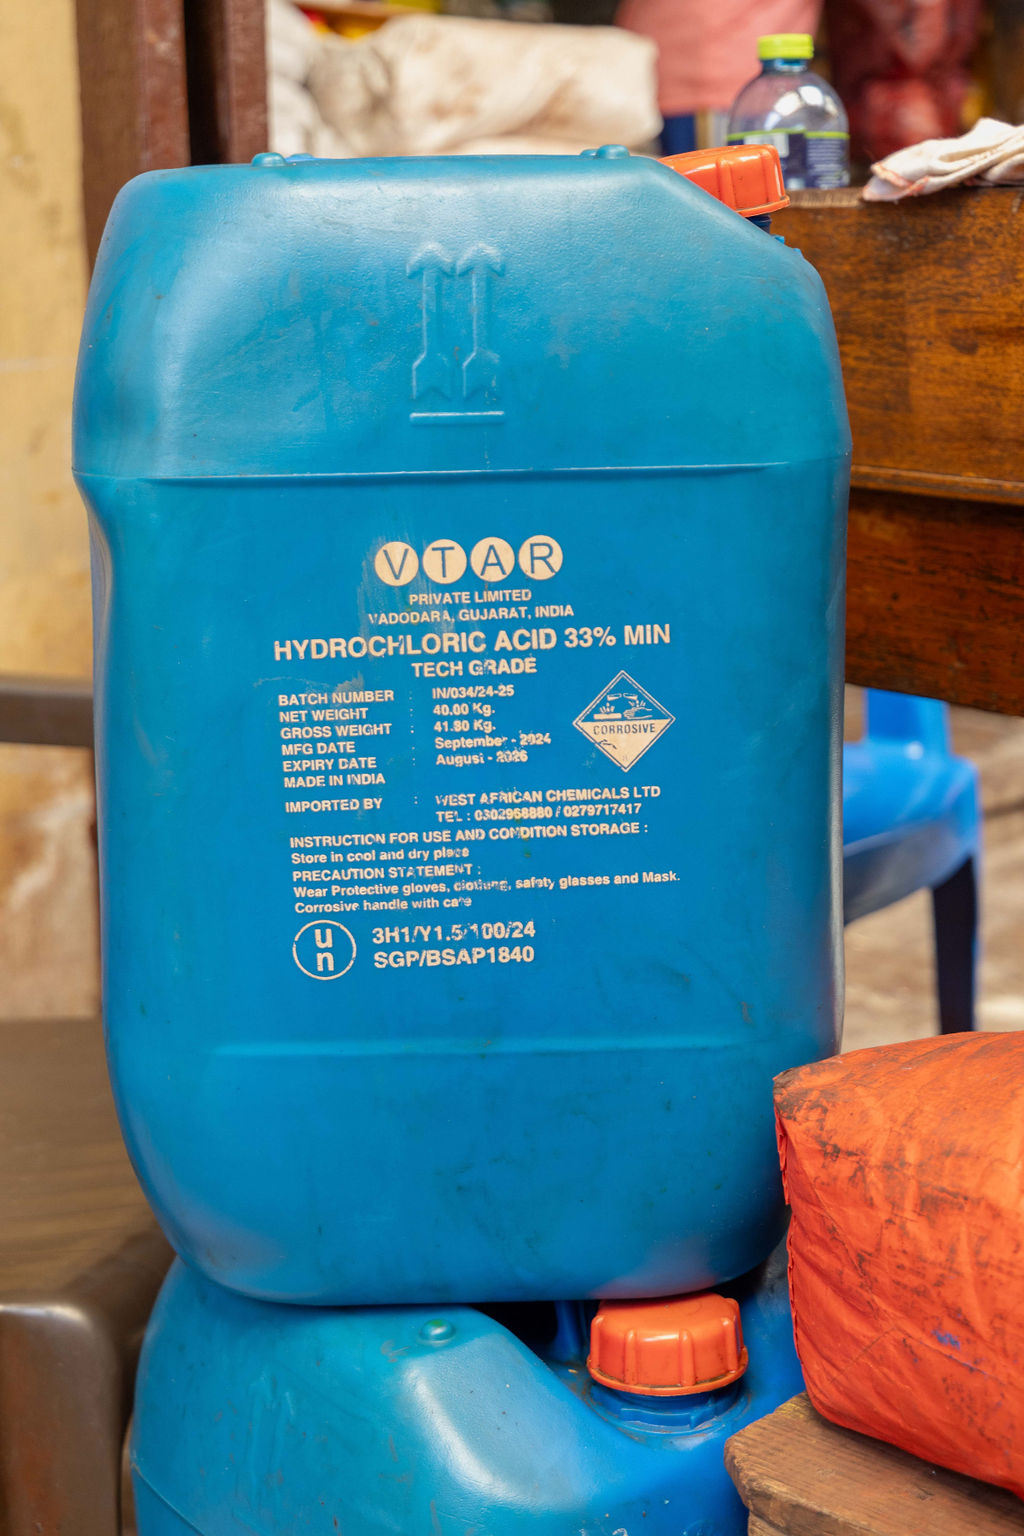 VTAR
PRIVATE LIMITED
VADODARA, GUJARAT, INDIA
HYDROCHLORIC ACID 33% MIN
TECH GRADE
BATCH NUMBER IN/034/24-25
NET WEIGHT : 40.00 Kg.
GROSS WEIGHT : 41.80 Kg.
MFG DATE : September - 2024
EXPIRY DATE : August - 2026
MADE IN INDIA
CORROSIVE
IMPORTED BY : WEST AFRICAN CHEMICALS LTD
TEL : 0302968880 / 0279717417
INSTRUCTION FOR USE AND CONDITION STORAGE :
Store in cool and dry place
PRECAUTION STATEMENT :
Wear Protective gloves, clothing, safety glasses and Mask.
Corrosive handle with care
un
3H1/Y1.5/100/24
SGP/BSAP1840